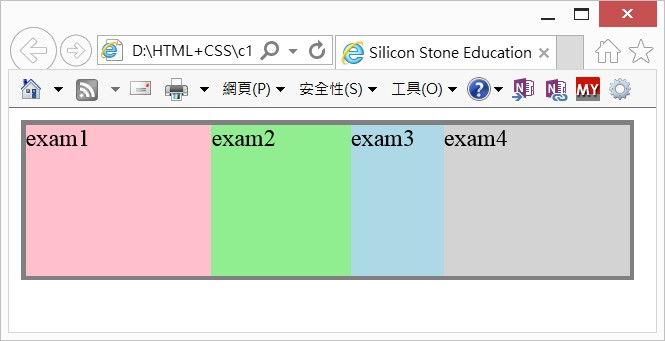 D:\HTML+CSS\c1
Silicon Stone Education
網頁(P) 安全性(S) 工具(O) ? MY
exam1 exam2 exam3 exam4